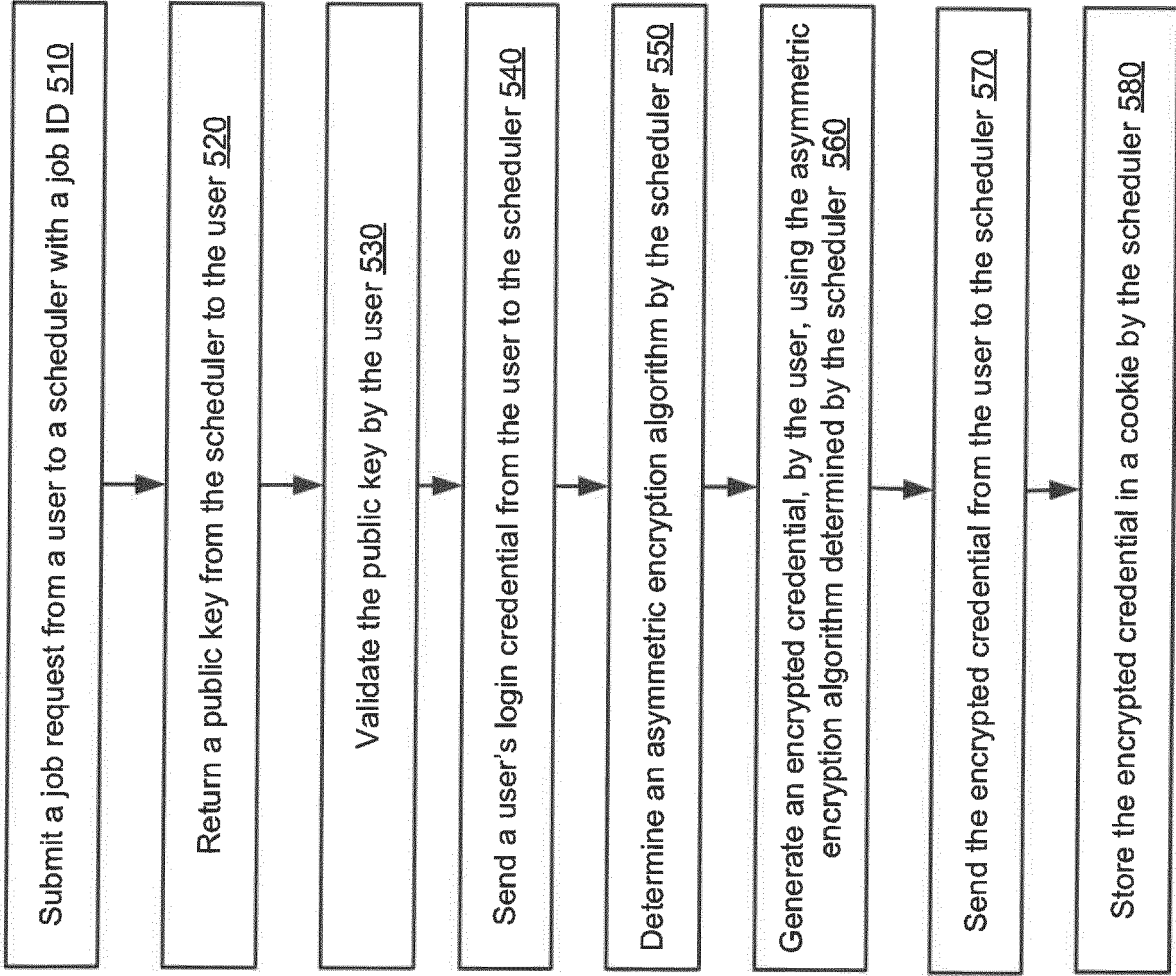 Submit a job request from a user to a scheduler with a job ID 510
Return a public key from the scheduler to the user 520
Validate the public key by the user 530
Send a user's login credential from the user to the scheduler 540
Determine an asymmetric encryption algorithm by the scheduler 550
Generate an encrypted credential, by the user, using the asymmetric
encryption algorithm determined by the scheduler 560
Send the encrypted credential from the user to the scheduler 570
Store the encrypted credential in a cookie by the scheduler 580